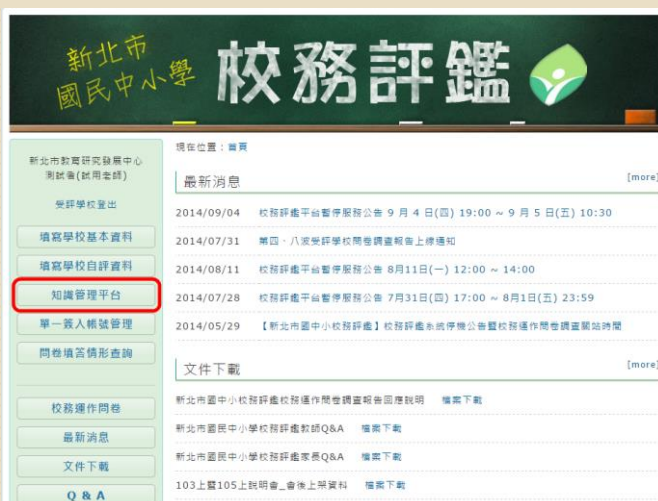 新北市
國民中小學
校務評鑑
新北市教育研究發展中心
測試者(試用老師)
受評學校登出
填寫學校基本資料
填寫學校自評資料
知識管理平台
單一簽入帳號管理
問卷填答情形查詢
校務運作問卷
最新消息
文件下載
Q & A
現在位置：首頁
最新消息
[more]
2014/09/04 校務評鑑平台暫停服務公告 9 月 4 日(四) 19:00 ~ 9 月 5 日(五) 10:30
2014/07/31 第四、八波受評學校問卷調查報告上線通知
2014/08/11 校務評鑑平台暫停服務公告 8月11日(一) 12:00 ~ 14:00
2014/07/28 校務評鑑平台暫停服務公告 7月31日(四) 17:00 ~ 8月1日(五) 23:59
2014/05/29 【新北市國中小校務評鑑】校務評鑑系統停機公告暨校務運作問卷調查關站時間
文件下載
[more]
新北市國中小校務評鑑校務運作問卷調查報告回應說明 檔案下載
新北市國民中小學校務評鑑教師Q&A 檔案下載
新北市國民中小學校務評鑑家長Q&A 檔案下載
103上暨105上說明會_會後上架資料 檔案下載